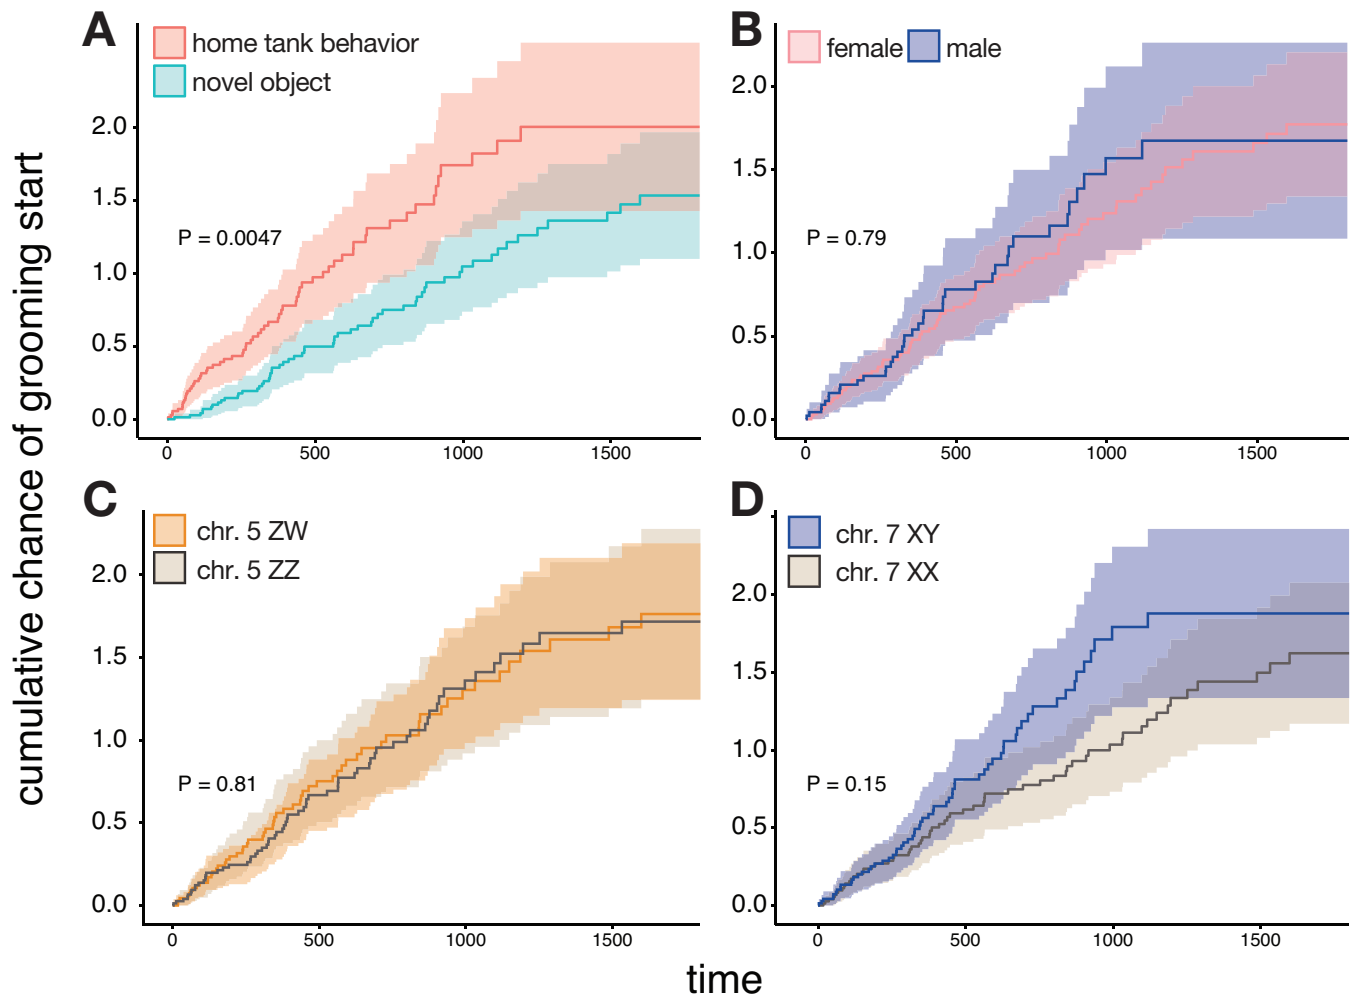 A
home tank behavior
novel object
2.0
1.5
1.0
0.5
0.0
P = 0.0047
0 500 1000 1500
B
female male
2.0
1.5
1.0
0.5
0.0
P = 0.79
0 500 1000 1500
C
chr. 5 ZW
chr. 5 ZZ
2.0
1.5
1.0
0.5
0.0
P = 0.81
0 500 1000 1500
D
chr. 7 XY
chr. 7 XX
2.0
1.5
1.0
0.5
0.0
P = 0.15
0 500 1000 1500
cumulative chance of grooming start
time